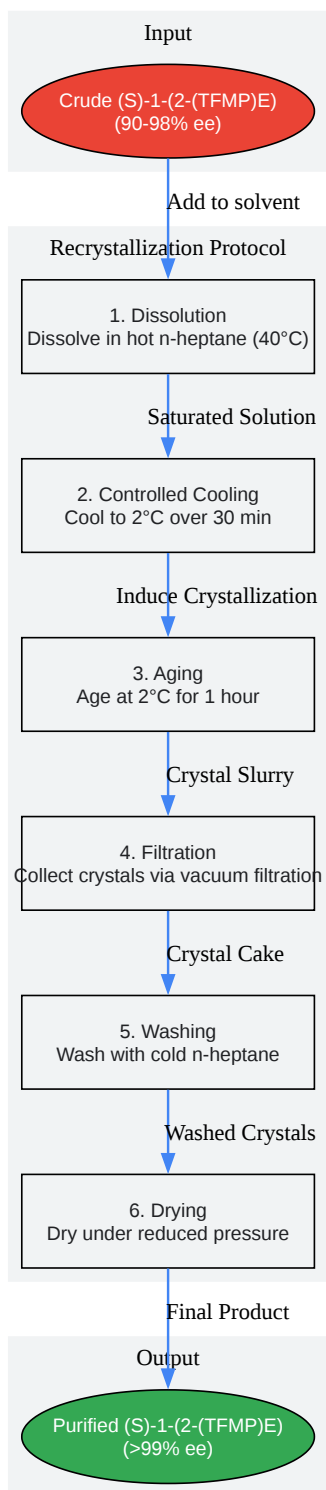 Input
Crude (S)-1-(2-(TFMP)E)
(90-98% ee)
Add to solvent
Recrystallization Protocol
1. Dissolution
Dissolve in hot n-heptane (40°C)
Saturated Solution
2. Controlled Cooling
Cool to 2°C over 30 min
Induce Crystallization
3. Aging
Age at 2°C for 1 hour
Crystal Slurry
4. Filtration
Collect crystals via vacuum filtration
Crystal Cake
5. Washing
Wash with cold n-heptane
Washed Crystals
6. Drying
Dry under reduced pressure
Final Product
Output
Purified (S)-1-(2-(TFMP)E)
(>99% ee)